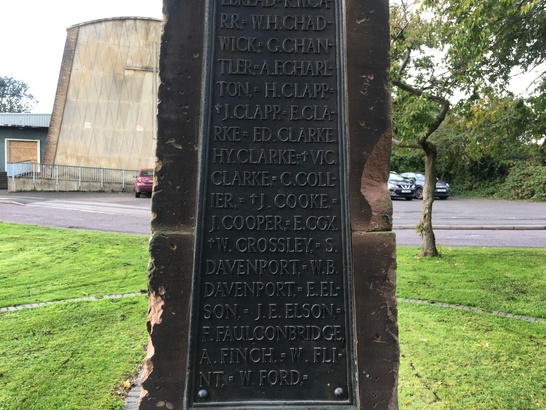 RR·W.H.CHAD-
WICK·G.CHAN-
TLER·A.F.CHARL-
TON,·H.CLAPP·
*J.CLAPP·E.CLA-
RKE·ED.CLARKE
HY.CLARKE·*VIC.
CLARKE·C.COLL-
IER,·*J.COOKE·
J.COOPER·E.COX.
*W.CROSSLEY,·S.
DAVENPORT,·W.B.
DAVENPORT,·E.EL-
SON,·J.E.ELSON·
F.FAULCONBRIDGE,
A.FINCH,·W.FLI-
NT,·W.FORD,·